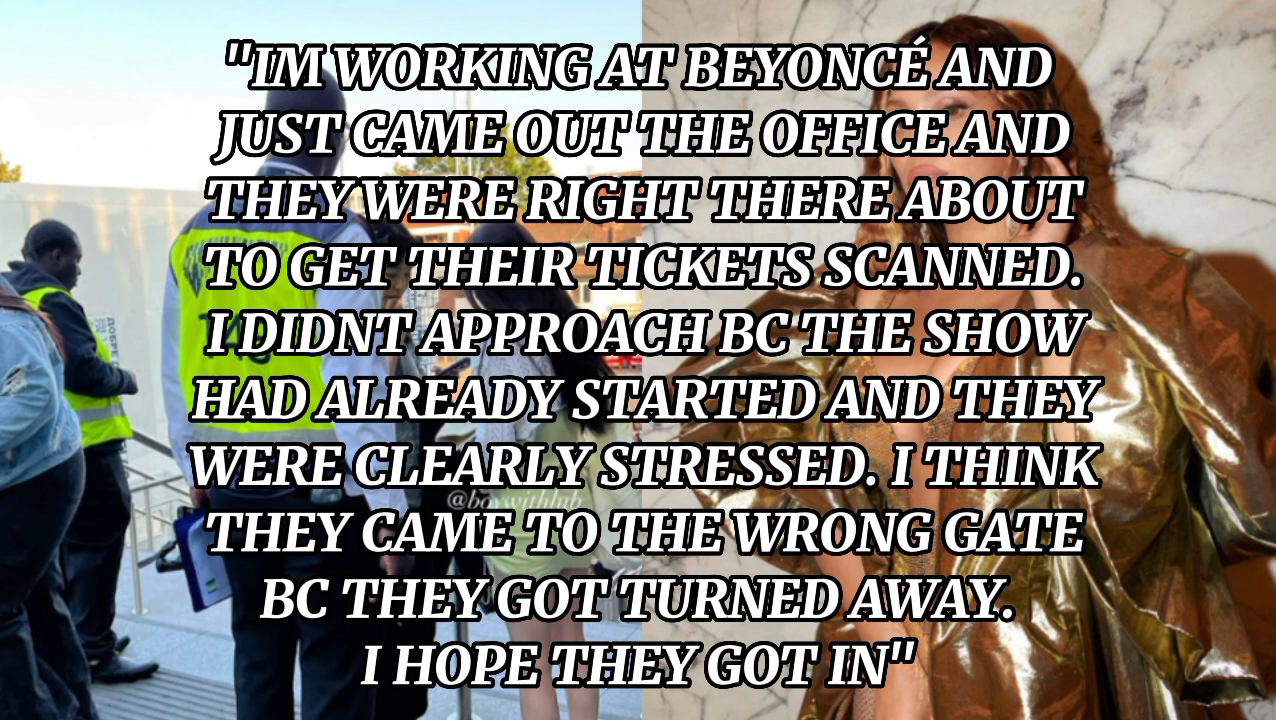 "IM WORKING AT BEYONCÉ AND
JUST CAME OUT THE OFFICE AND
THEY WERE RIGHT THERE ABOUT
TO GET THEIR TICKETS SCANNED.
I DIDNT APPROACH BC THE SHOW
HAD ALREADY STARTED AND THEY
WERE CLEARLY STRESSED. I THINK
THEY CAME TO THE WRONG GATE
BC THEY GOT TURNED AWAY.
I HOPE THEY GOT IN"